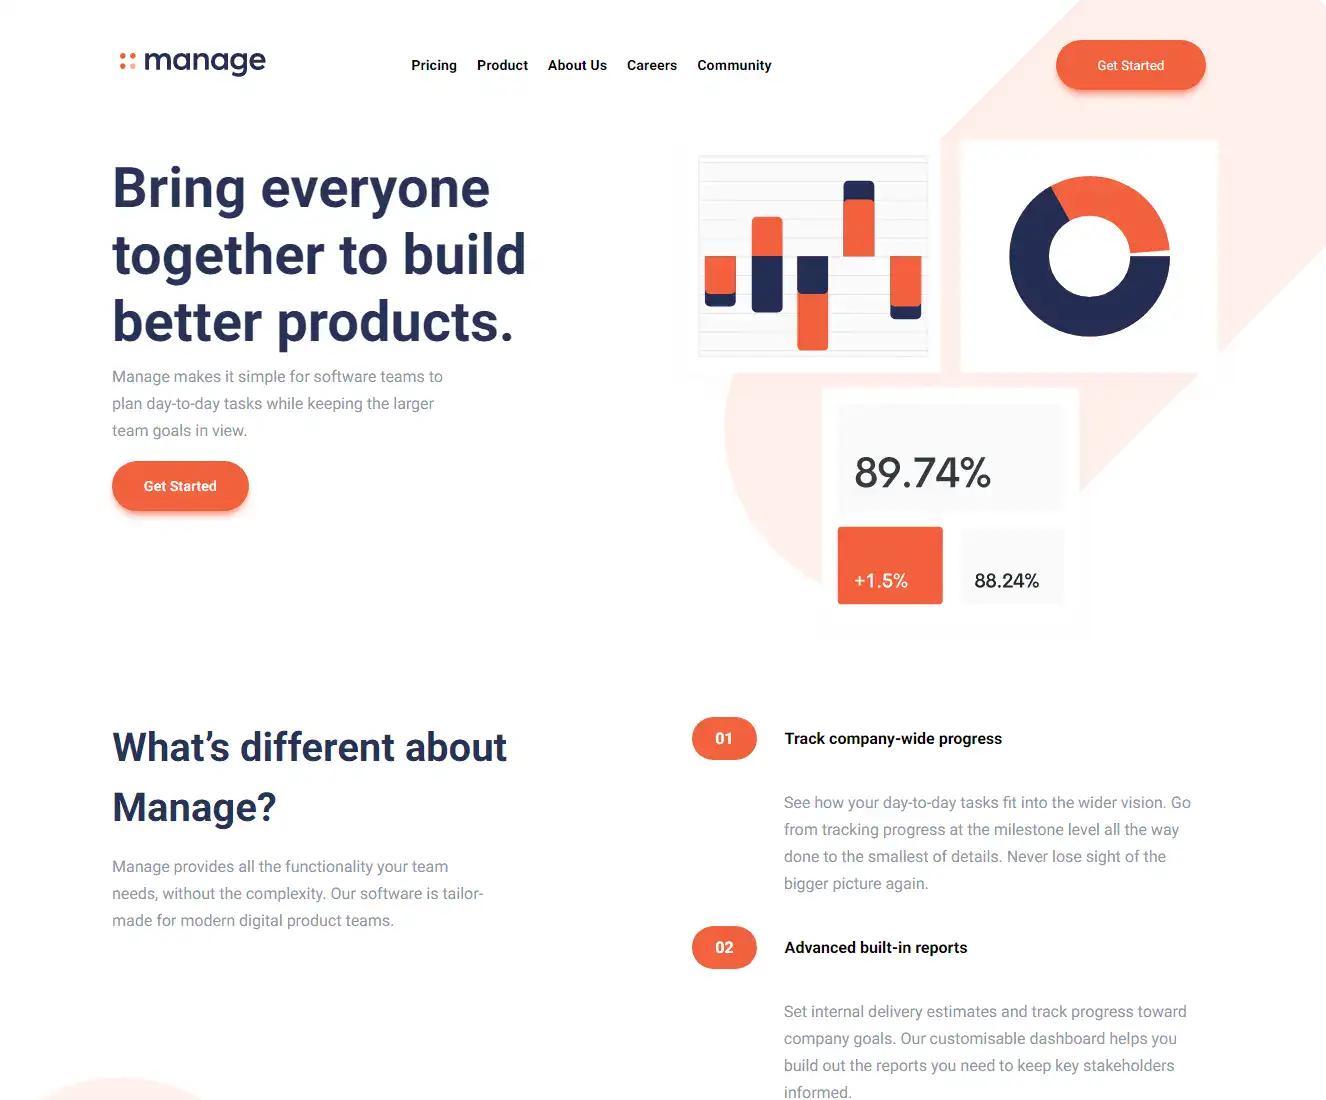 manage
Pricing Product About Us Careers Community
Get Started
Bring everyone
together to build
better products.
Manage makes it simple for software teams to
plan day-to-day tasks while keeping the larger
team goals in view.
Get Started
89.74%
+1.5%
88.24%
What's different about
Manage?
Manage provides all the functionality your team
needs, without the complexity. Our software is tailor-
made for modern digital product teams.
01
Track company-wide progress
See how your day-to-day tasks fit into the wider vision. Go
from tracking progress at the milestone level all the way
done to the smallest of details. Never lose sight of the
bigger picture again.
02
Advanced built-in reports
Set internal delivery estimates and track progress toward
company goals. Our customisable dashboard helps you
build out the reports you need to keep key stakeholders
informed.